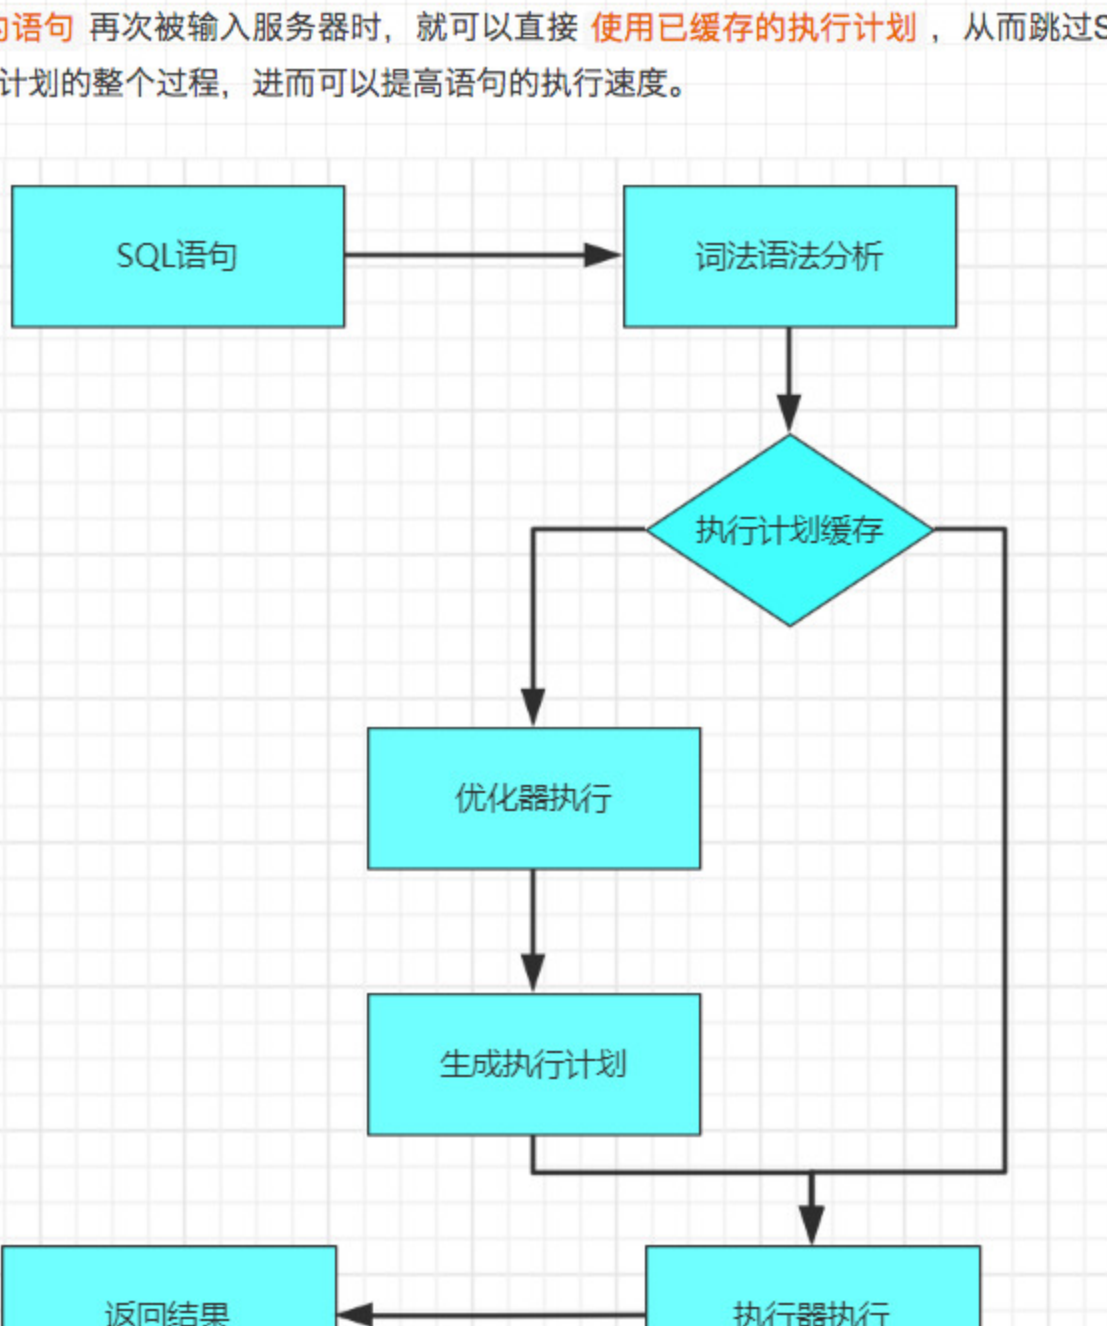 语句 再次被输入服务器时，就可以直接 使用已缓存的执行计划 ，从而跳过S
计划的整个过程，进而可以提高语句的执行速度。
SQL语句
词法语法分析
执行计划缓存
优化器执行
生成执行计划
返回结果
执行器执行